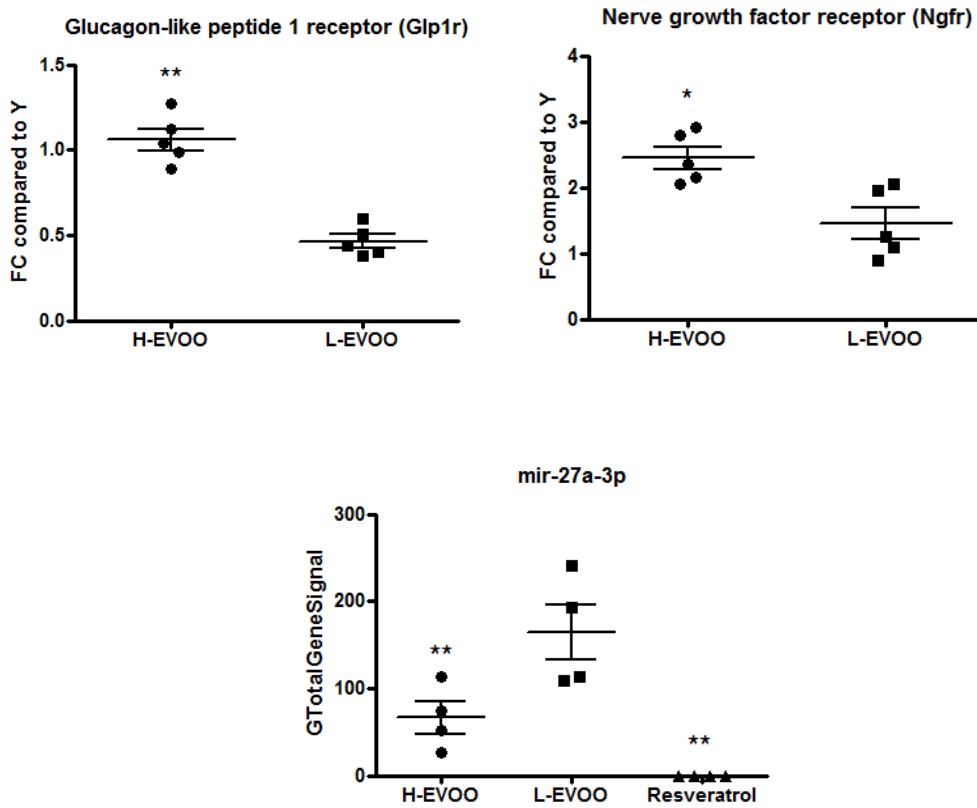 Glucagon-like peptide 1 receptor (Glp1r)
FC compared to Y
1.5
1.0
0.5
0.0
**
H-EVOO
L-EVOO
Nerve growth factor receptor (Ngfr)
FC compared to Y
4
3
2
1
0
*
H-EVOO
L-EVOO
mir-27a-3p
GTotalGeneSignal
300
200
100
0
**
**
H-EVOO
L-EVOO
Resveratrol